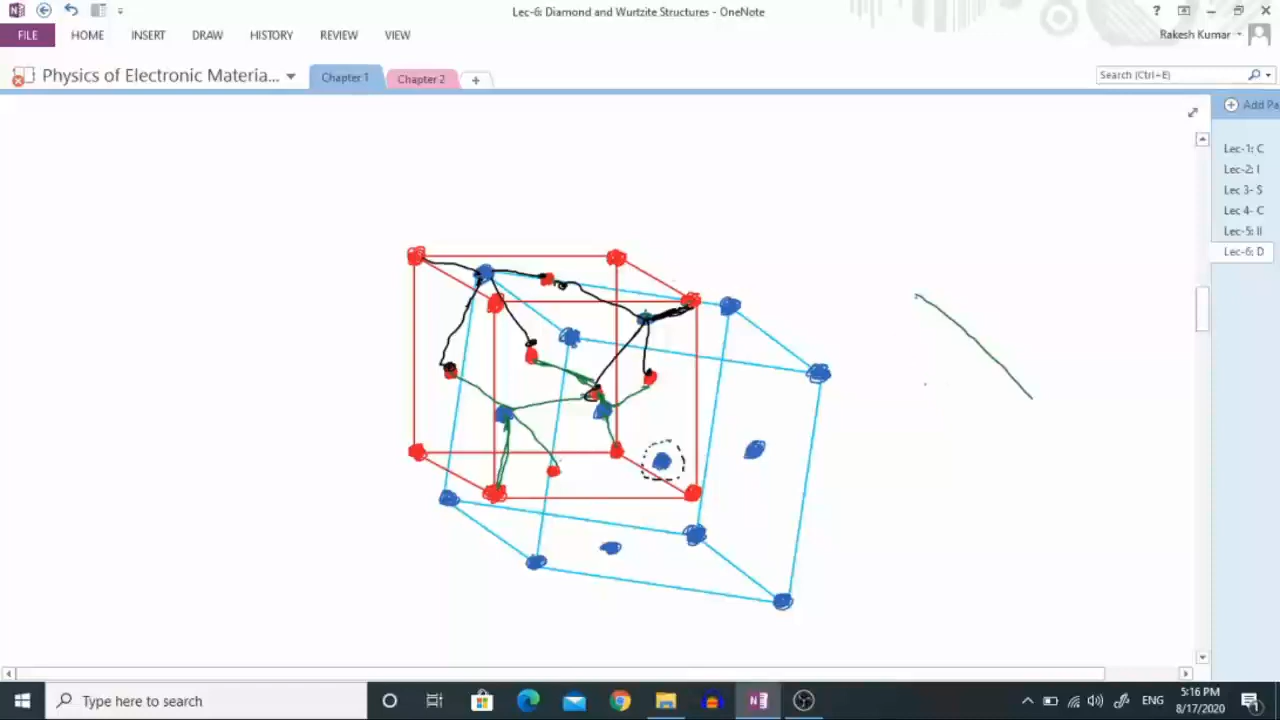 Lec-6: Diamond and Wurtzite Structures - OneNote
?
FILE HOME INSERT DRAW HISTORY REVIEW VIEW
Rakesh Kumar
Physics of Electronic Materia...
Chapter 1
Chapter 2
+
Search (Ctrl+E)
Add Pa
Lec-1: C
Lec-2: I
Lec 3- S
Lec 4- C
Lec-5: II
Lec-6: D
Type here to search
ENG
5:16 PM
8/17/2020
1